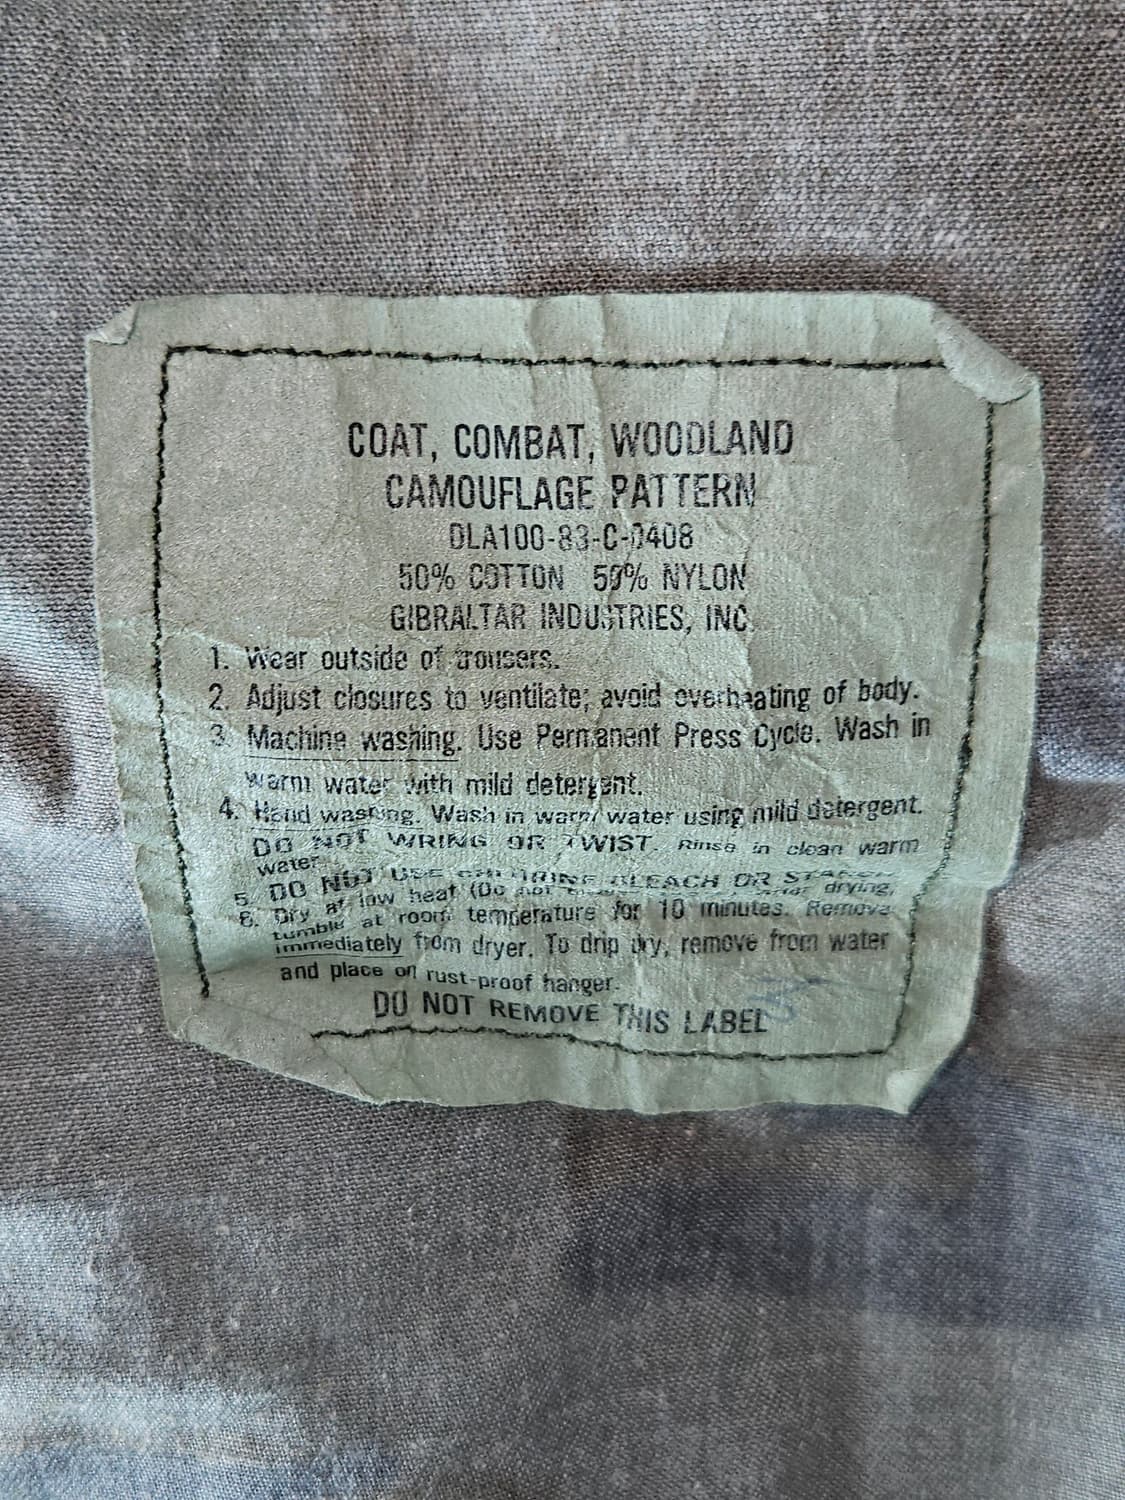 COAT, COMBAT, WOODLAND
CAMOUFLAGE PATTERN
DLA100-83-C-0408
50% COTTON 50% NYLON
GIBRALTAR INDUSTRIES, INC.
1. Wear outside of trousers.
2. Adjust closures to ventilate; avoid overheating of body.
3. Machine washing. Use Permanent Press Cycle. Wash in
warm water with mild detergent.
4. Hand washing. Wash in warm water using mild detergent.
DO NOT WRING OR TWIST. Rinse in clean warm
water.
5. DO NOT USE CHLORINE BLEACH OR STARCH
6. Dry at low heat (Do not drying,
tumble at room temperature for 10 minutes. Remove
immediately from dryer. To drip dry, remove from water
and place on rust-proof hanger.
DO NOT REMOVE THIS LABEL